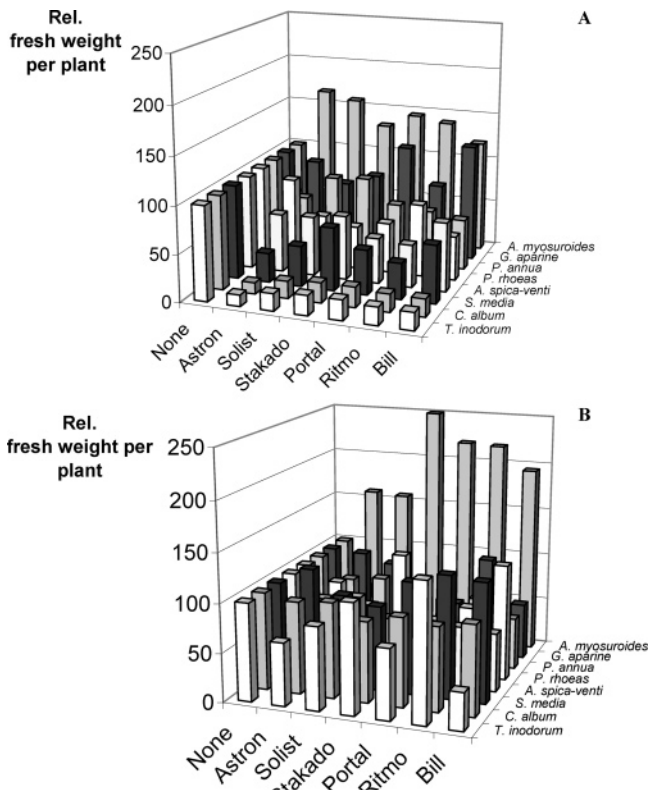 Rel.
fresh weight
per plant
A
250
200
150
100
50
0
None
Astron
Solist
Stakado
Portal
Ritmo
Bill
A. myosuroides
G. aparine
P. annua
P. rhoeas
A. spica-venti
S. media
C. album
T. inodorum
Rel.
fresh weight per
plant
B
250
200
150
100
50
0
None
Astron
Solist
Stakado
Portal
Ritmo
Bill
A. myosuroides
G. aparine
P. annua
P. rhoeas
A. spica-venti
S. media
C. album
T. inodorum